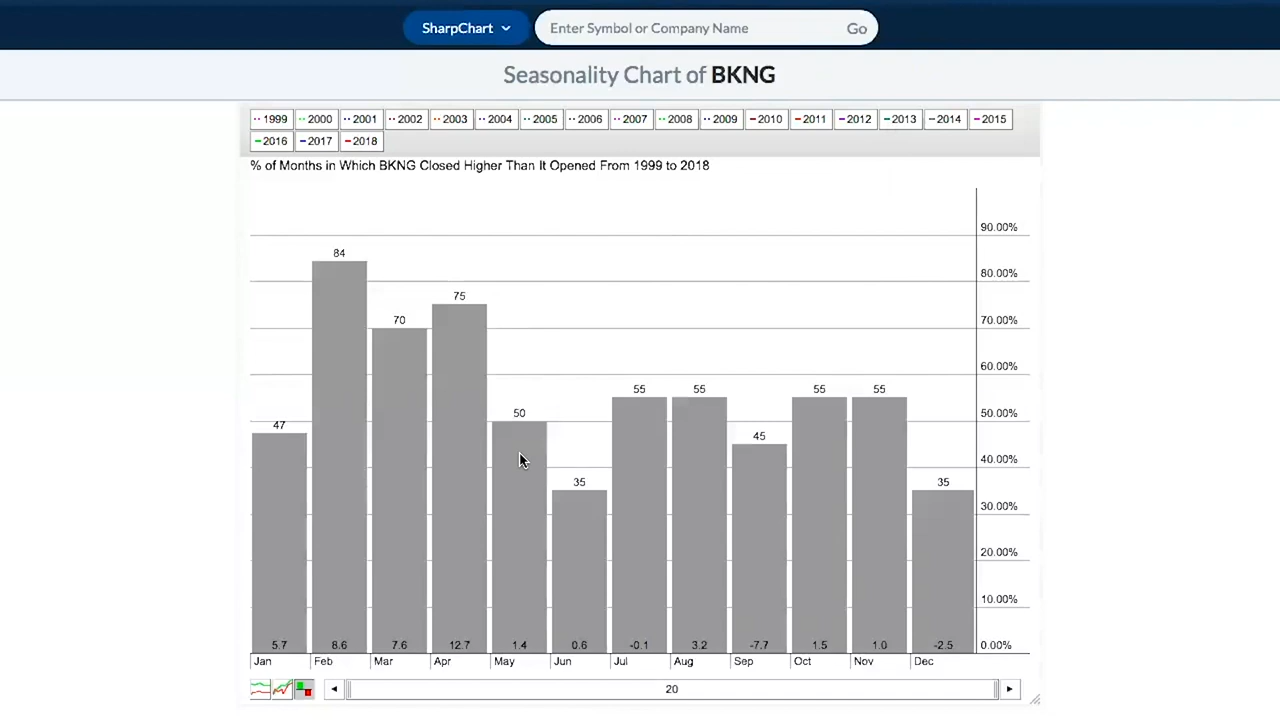 SharpChart Enter Symbol or Company Name Go
Seasonality Chart of BKNG
1999 2000 2001 2002 2003 2004 2005 2006 2007 2008 2009 2010 2011 2012 2013 2014 2015
2016 2017 2018
% of Months in Which BKNG Closed Higher Than It Opened From 1999 to 2018
90.00%
84
80.00%
75
70
70.00%
60.00%
55 55 55 55
50
50.00%
47
45
40.00%
35 35
30.00%
20.00%
10.00%
5.7 8.6 7.6 12.7 1.4 0.6 -0.1 3.2 -7.7 1.5 1.0 -2.5 0.00%
Jan Feb Mar Apr May Jun Jul Aug Sep Oct Nov Dec
20